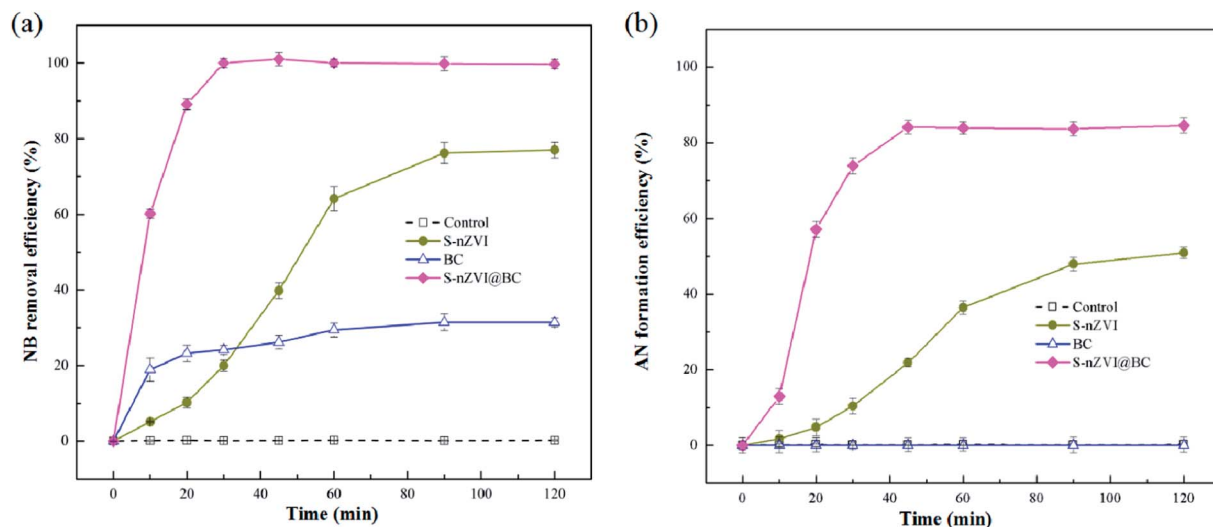 (a)
NB removal efficiency (%)
100
80
60
40
20
0
Control
S-nZVI
BC
S-nZVI@BC
0 20 40 60 80 100 120
Time (min)
(b)
AN formation efficiency (%)
100
80
60
40
20
0
Control
S-nZVI
BC
S-nZVI@BC
0 20 40 60 80 100 120
Time (min)